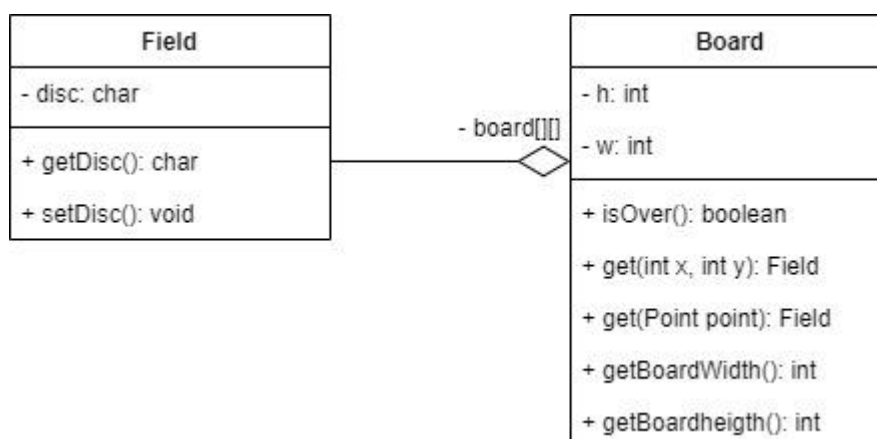 Field
- disc: char
+ getDisc(): char
+ setDisc(): void
- board[][]
Board
- h: int
- w: int
+ isOver(): boolean
+ get(int x, int y): Field
+ get(Point point): Field
+ getBoardWidth(): int
+ getBoardheigth(): int